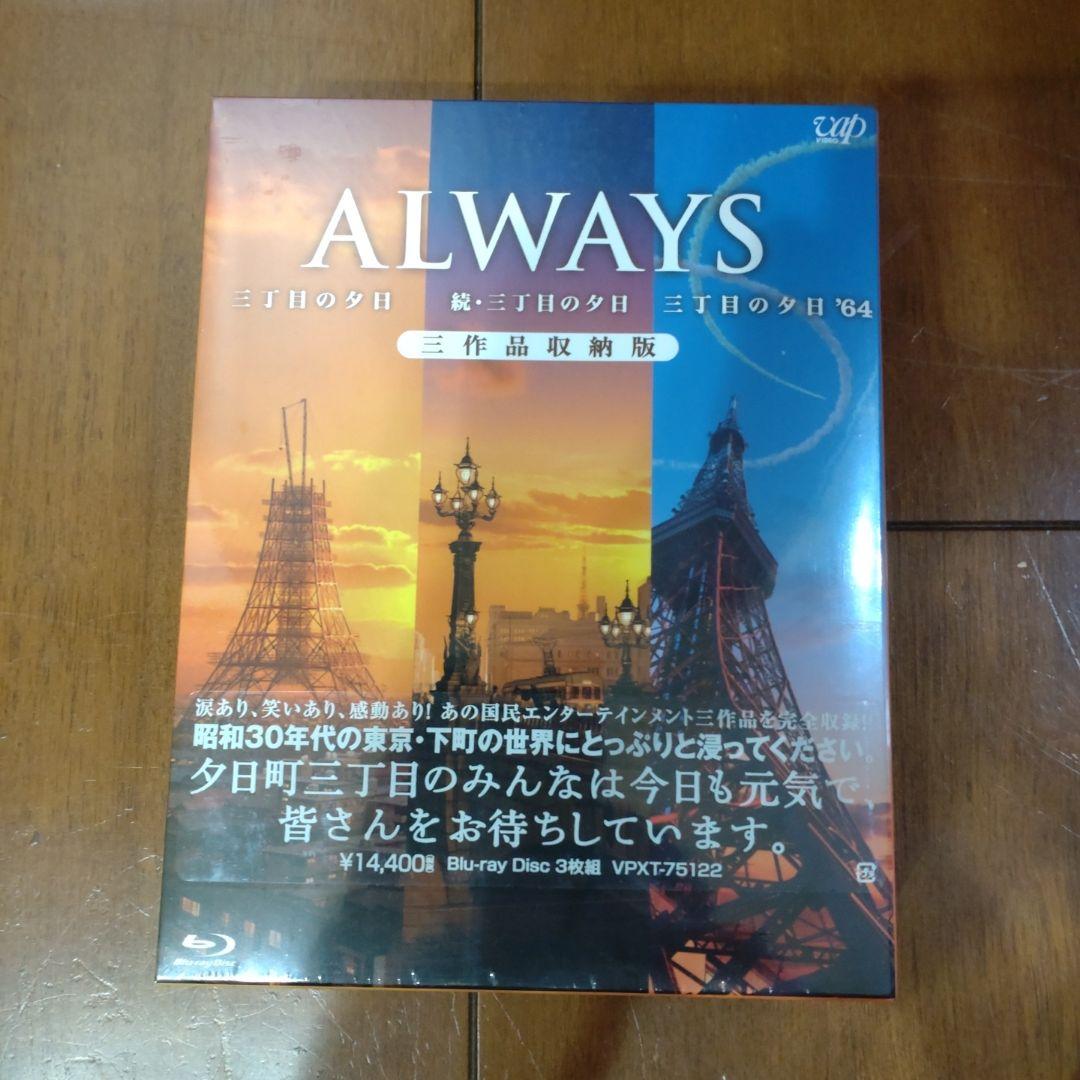 vap
VIDEO
ALWAYS
三丁目の夕日
続・三丁目の夕日
三丁目の夕日'64
三作品収納版
涙あり、笑いあり、感動あり!あの国民エンターテインメント三作品を完全収録!!
昭和30年代の東京・下町の世界にとっぷりと浸ってください。
夕日町三丁目のみんなは今日も元気で、
皆さんをお待ちしています。
¥14,400 Blu-ray Disc 3枚組 VPXT-75122
Blu-ray Disc